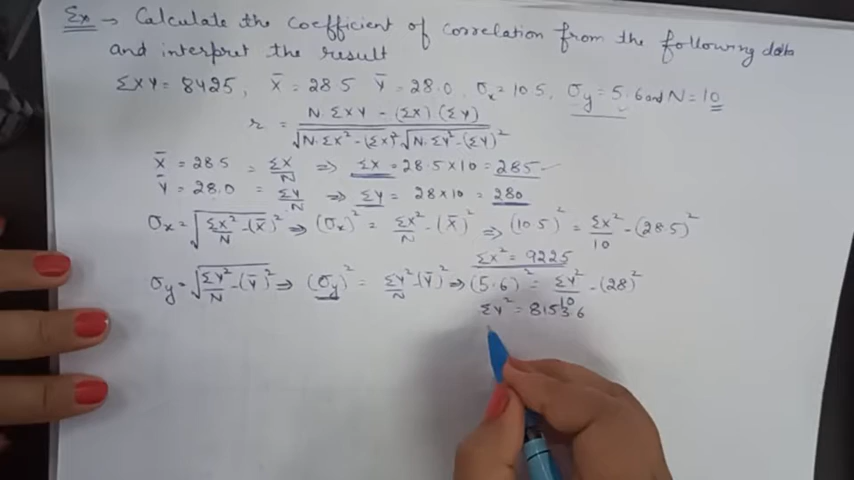 Ex → Calculate the coefficient of correlation from the following data
and interpret the result
ΣXY = 8425, X̄ = 28.5 Ȳ = 28.0, σx = 10.5, σy = 5.6 and N = 10
r = N.ΣXY - (ΣX)(ΣY) / √N.ΣX² - (ΣX)² √N.ΣY² - (ΣY)²
X̄ = 28.5 = ΣX/N ⇒ ΣX = 28.5 × 10 = 285
Ȳ = 28.0 = ΣY/N ⇒ ΣY = 28 × 10 = 280
σx = √ΣX²/N - (X̄)² ⇒ (σx)² = ΣX²/N - (X̄)² ⇒ (10.5)² = ΣX²/10 - (28.5)²
ΣX² = 9225
σy = √ΣY²/N - (Ȳ)² ⇒ (σy)² = ΣY²/N - (Ȳ)² ⇒ (5.6)² = ΣY²/10 - (28)²
ΣY² = 8153.6